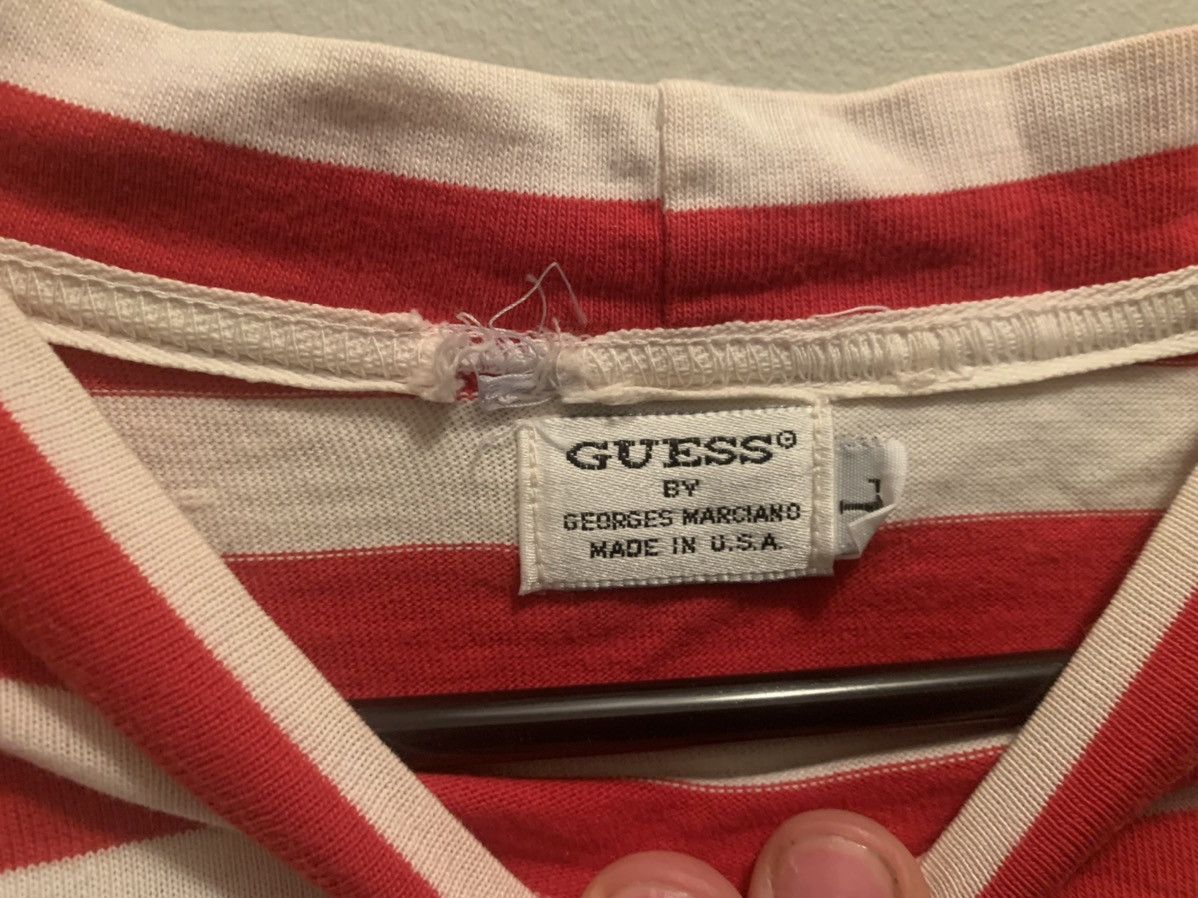 GUESS©
BY
GEORGES MARCIANO
MADE IN U.S.A.
L